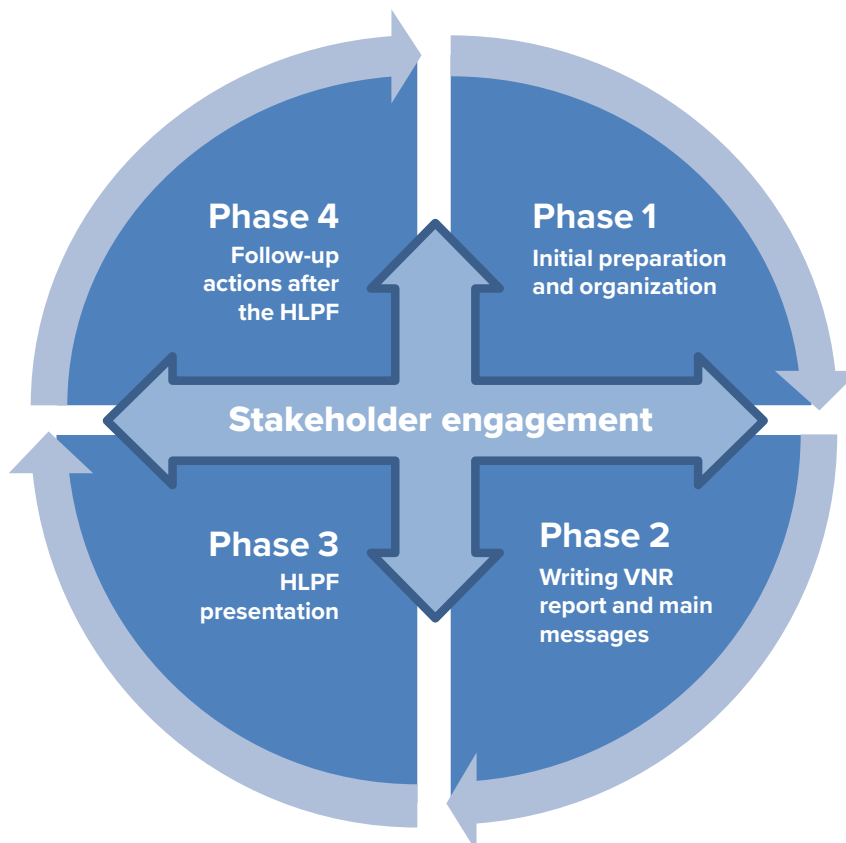 Phase 1
Initial preparation
and organization
Phase 2
Writing VNR
report and main
messages
Phase 3
HLPF
presentation
Phase 4
Follow-up
actions after
the HLPF
Stakeholder engagement